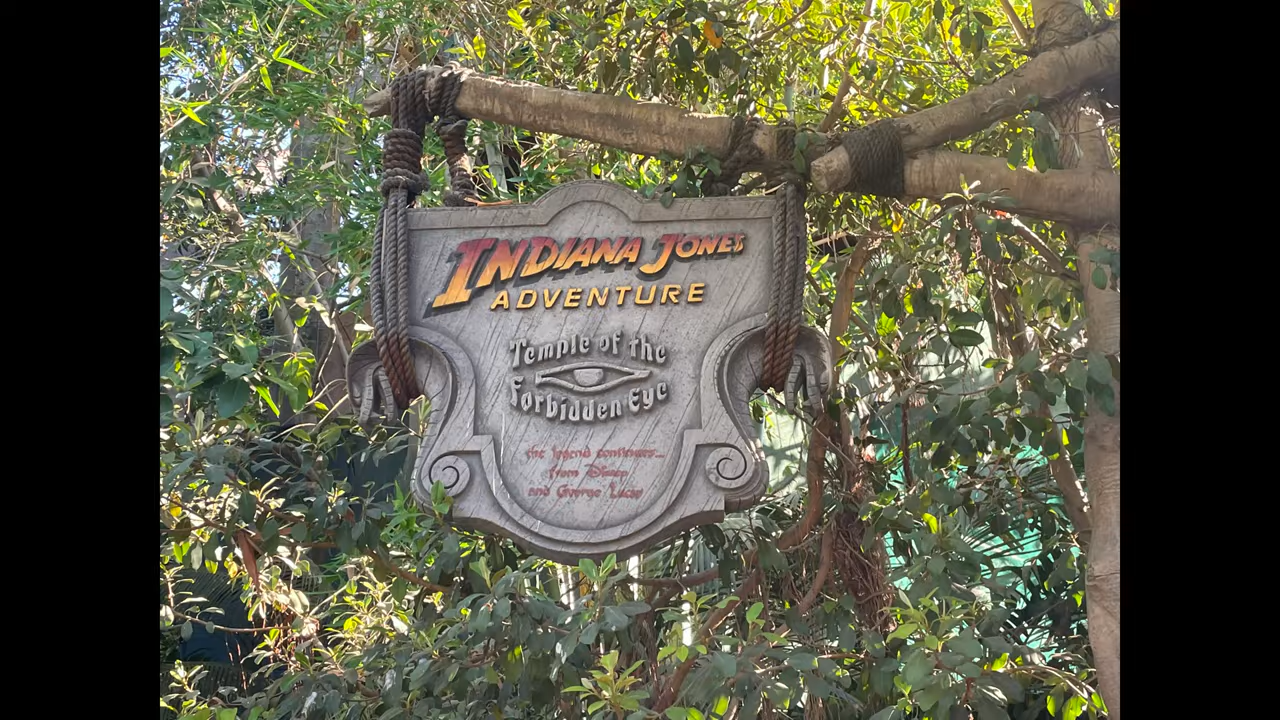 INDIANA JONES
ADVENTURE
Temple of the
Forbidden Eye
the legend continues...
from Disney
and George Lucas